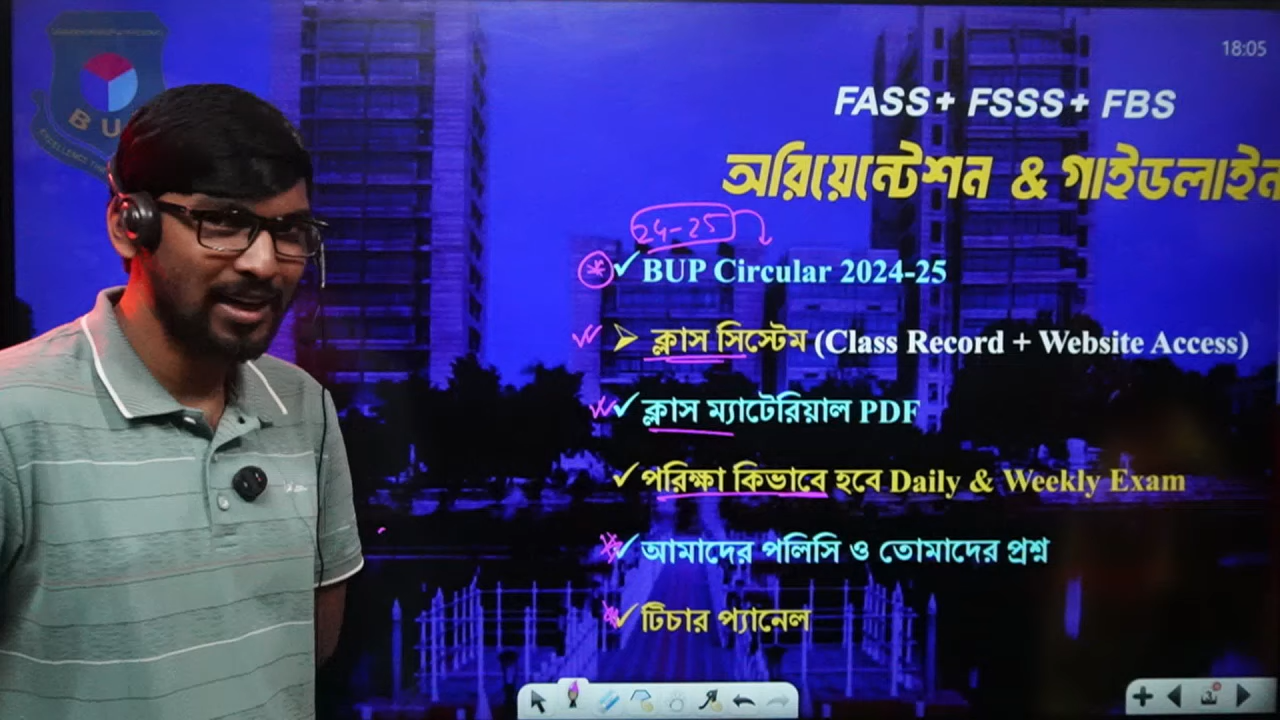 18:05
B U
FASS+ FSSS+ FBS
অরিয়েন্টেশন & গাইডলাইন
24-25
✓ BUP Circular 2024-25
➢ ক্লাস সিস্টেম (Class Record + Website Access)
✓ ক্লাস ম্যাটেরিয়াল PDF
✓ পরিক্ষা কিভাবে হবে Daily & Weekly Exam
✓ আমাদের পলিসি ও তোমাদের প্রশ্ন
✓ টিচার প্যানেল